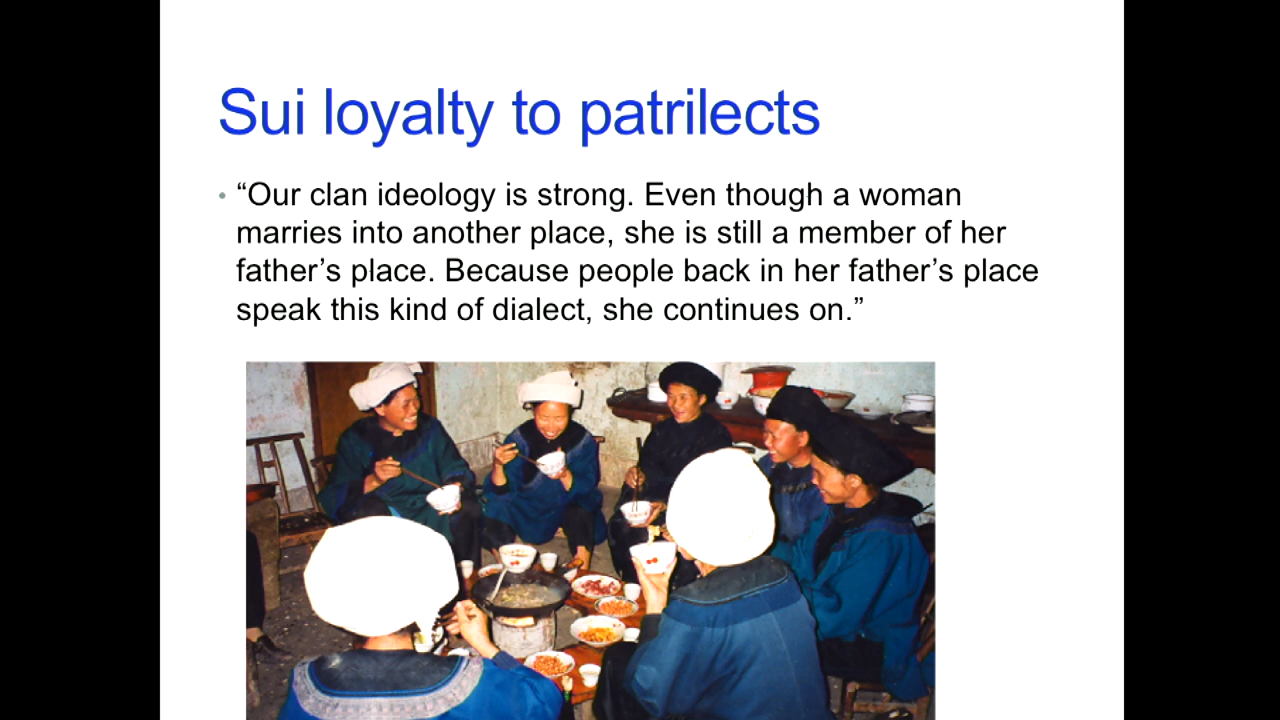 Sui loyalty to patrilects
• “Our clan ideology is strong. Even though a woman
marries into another place, she is still a member of her
father’s place. Because people back in her father’s place
speak this kind of dialect, she continues on.”